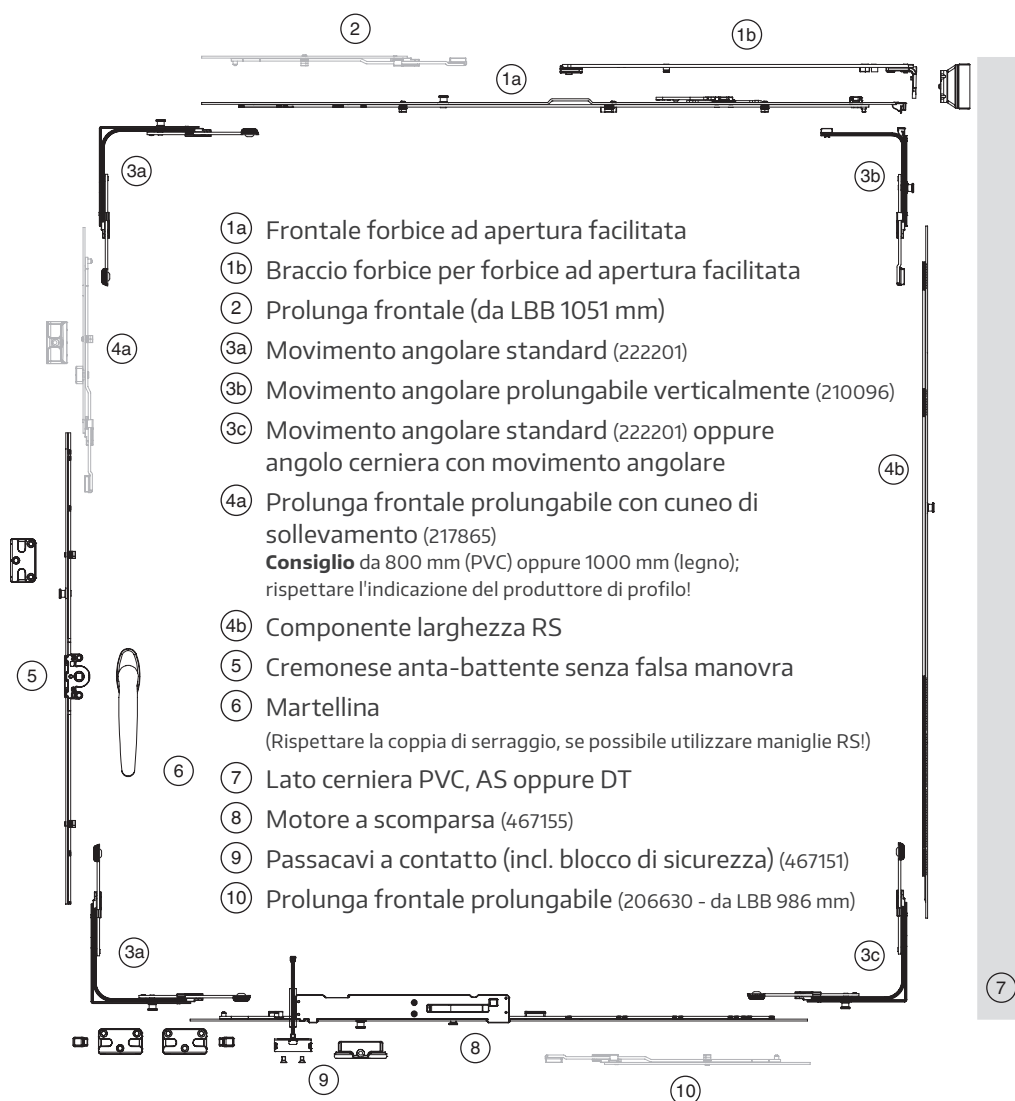 2
1b
1a
3a
3b
1a Frontale forbice ad apertura facilitata
1b Braccio forbice per forbice ad apertura facilitata
2 Prolunga frontale (da LBB 1051 mm)
4a
3a Movimento angolare standard (222201)
3b Movimento angolare prolungabile verticalmente (210096)
3c Movimento angolare standard (222201) oppure
angolo cerniera con movimento angolare
4b
4a Prolunga frontale prolungabile con cuneo di
sollevamento (217865)
Consiglio da 800 mm (PVC) oppure 1000 mm (legno);
rispettare l'indicazione del produttore di profilo!
4b Componente larghezza RS
5
5 Cremonese anta-battente senza falsa manovra
6 Martellina
(Rispettare la coppia di serraggio, se possibile utilizzare maniglie RS!)
6
7 Lato cerniera PVC, AS oppure DT
8 Motore a scomparsa (467155)
9 Passacavi a contatto (incl. blocco di sicurezza) (467151)
10 Prolunga frontale prolungabile (206630 - da LBB 986 mm)
3a
3c
7
8
9
10